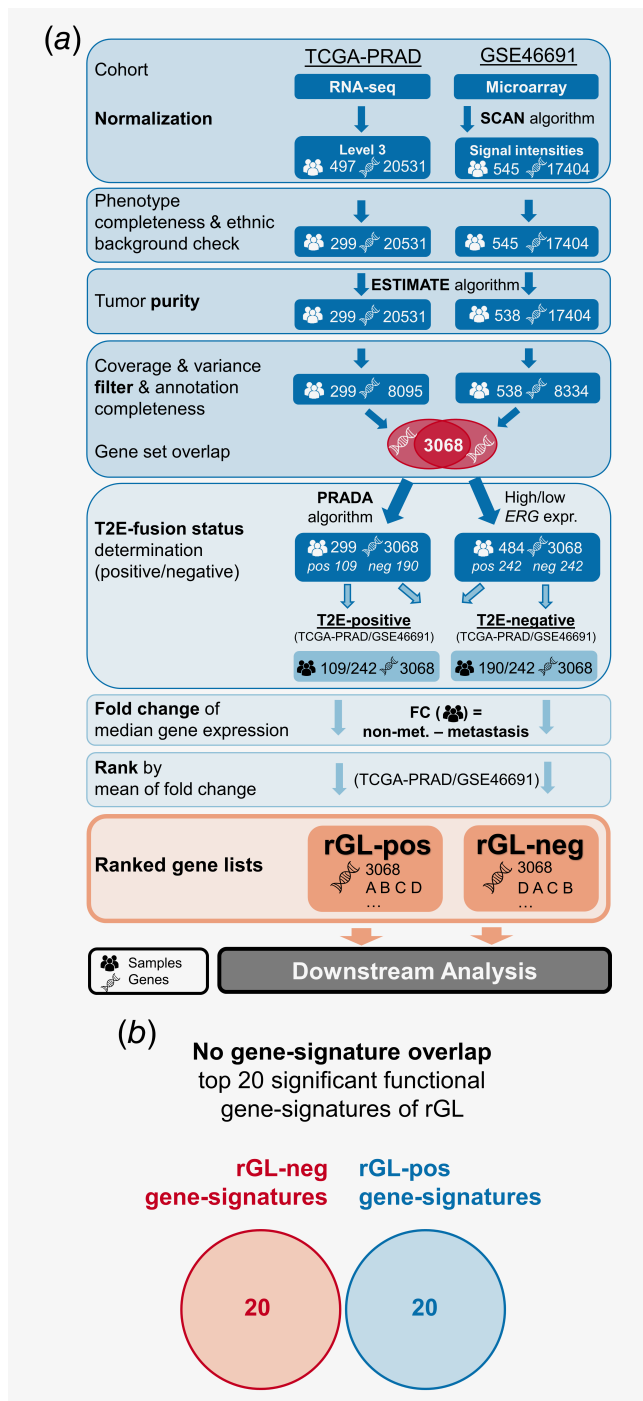 (a)
Cohort
TCGA-PRAD
GSE46691
RNA-seq
Microarray
Normalization
SCAN algorithm
Level 3
497 20531
Signal intensities
545 17404
Phenotype
completeness & ethnic
background check
299 20531
545 17404
Tumor purity
ESTIMATE algorithm
299 20531
538 17404
Coverage & variance
filter & annotation
completeness
299 8095
538 8334
Gene set overlap
3068
T2E-fusion status
determination
(positive/negative)
PRADA
algorithm
High/low
ERG expr.
299 3068
pos 109 neg 190
484 3068
pos 242 neg 242
T2E-positive
(TCGA-PRAD/GSE46691)
T2E-negative
(TCGA-PRAD/GSE46691)
109/242 3068
190/242 3068
Fold change of
median gene expression
FC ( ) =
non-met. – metastasis
Rank by
mean of fold change
(TCGA-PRAD/GSE46691)
Ranked gene lists
rGL-pos
3068
A B C D
...
rGL-neg
3068
D A C B
...
Samples
Genes
Downstream Analysis
(b)
No gene-signature overlap
top 20 significant functional
gene-signatures of rGL
rGL-neg
gene-signatures
rGL-pos
gene-signatures
20
20